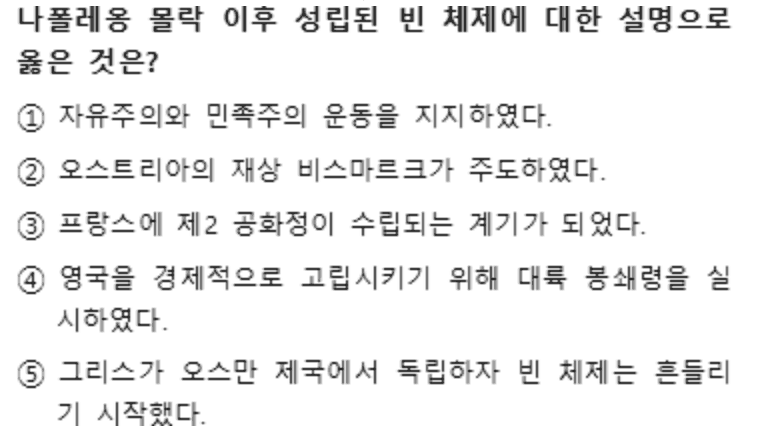 나폴레옹 몰락 이후 성립된 빈 체제에 대한 설명으로
옳은 것은?
① 자유주의와 민족주의 운동을 지지하였다.
② 오스트리아의 재상 비스마르크가 주도하였다.
③ 프랑스에 제2 공화정이 수립되는 계기가 되었다.
④ 영국을 경제적으로 고립시키기 위해 대륙 봉쇄령을 실
시하였다.
⑤ 그리스가 오스만 제국에서 독립하자 빈 체제는 흔들리
기 시작했다.